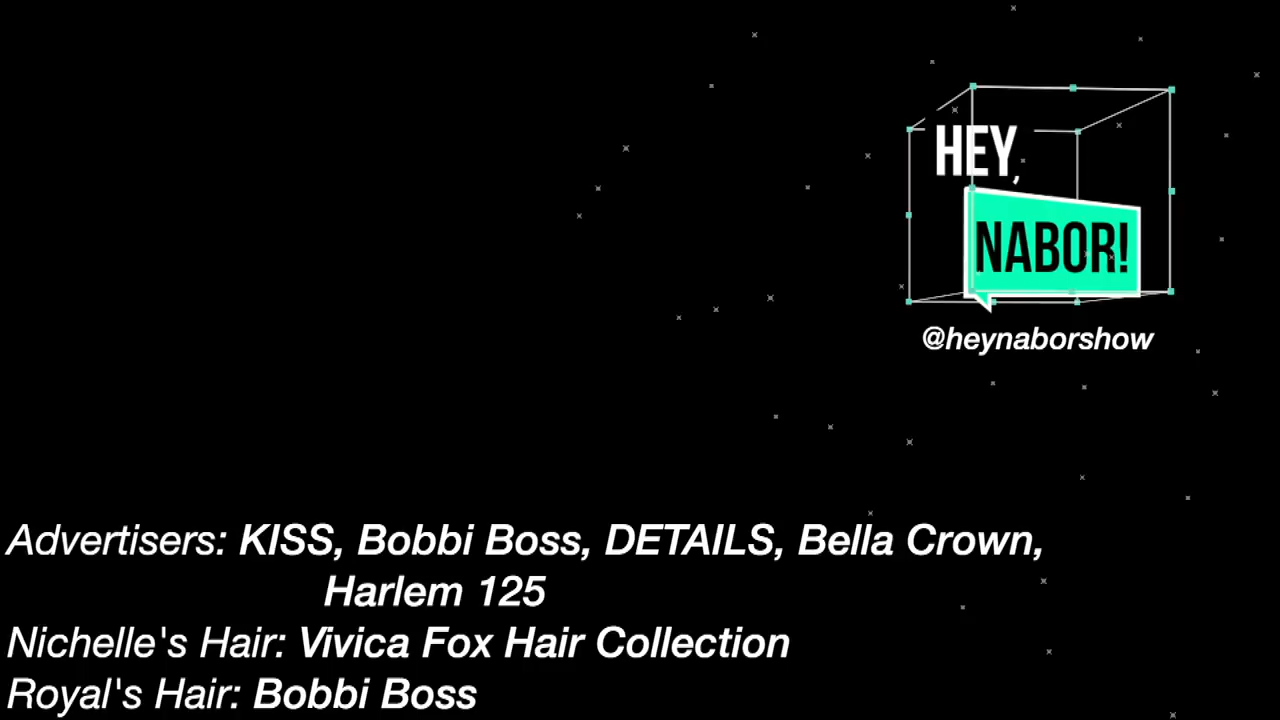 HEY,
NABOR!
@heynaborshow
Advertisers: KISS, Bobbi Boss, DETAILS, Bella Crown,
Harlem 125
Nichelle's Hair: Vivica Fox Hair Collection
Royal's Hair: Bobbi Boss